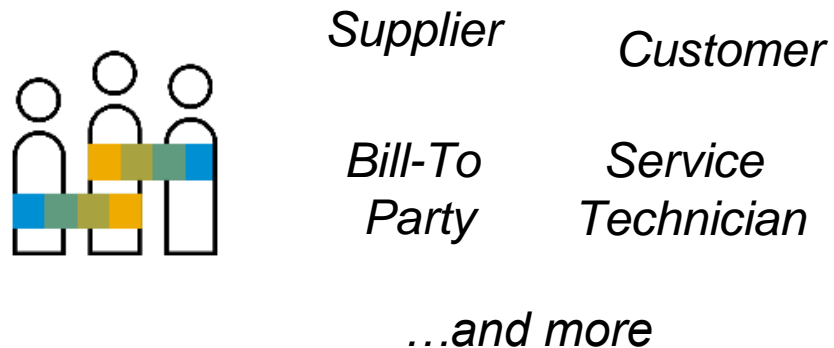 Supplier
Customer
Bill-To
Party
Service
Technician
…and more